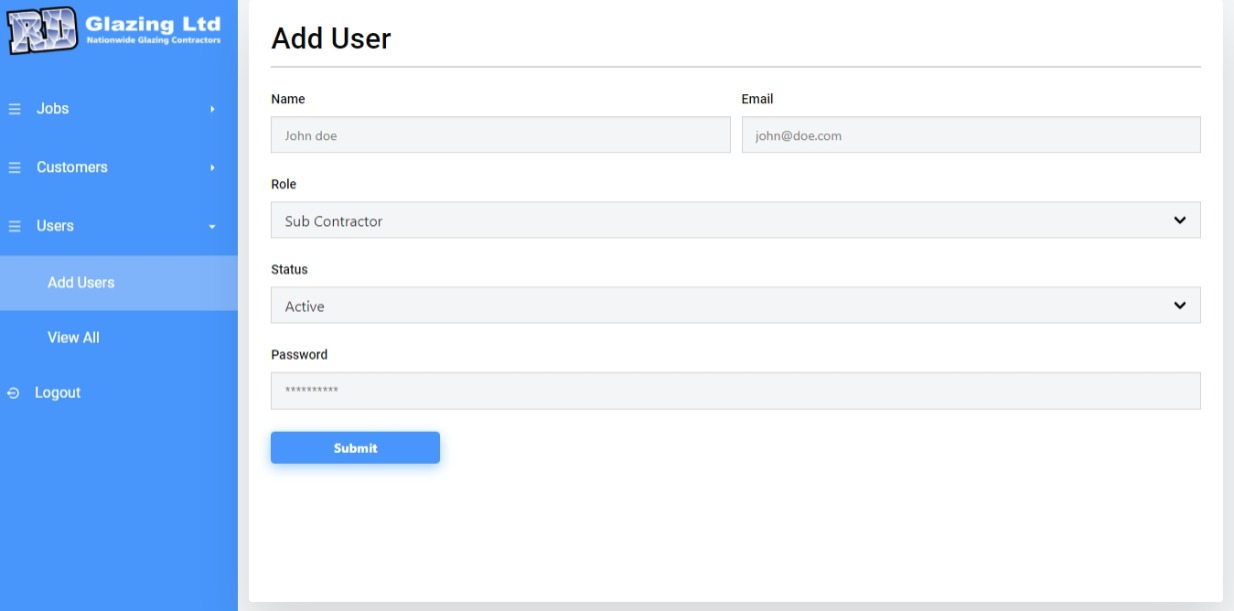 RD Glazing Ltd
Nationwide Glazing Contractors
Jobs
Customers
Users
Add Users
View All
Logout
Add User
Name
Email
John doe
john@doe.com
Role
Sub Contractor
Status
Active
Password
**********
Submit